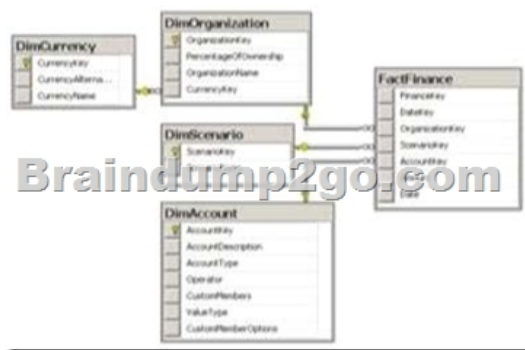 DimCurrency
CurrencyKey
CurrencyAlterna...
CurrencyName
DimOrganization
OrganizationKey
PercentageOfOwnership
OrganizationName
CurrencyKey
DimScenario
ScenarioKey
DimAccount
AccountKey
AccountDescription
AccountType
Operator
CustomMembers
ValueType
CustomMemberOptions
FactFinance
FinanceKey
DateKey
OrganizationKey
ScenarioKey
AccountKey
Date
Braindump2go.com